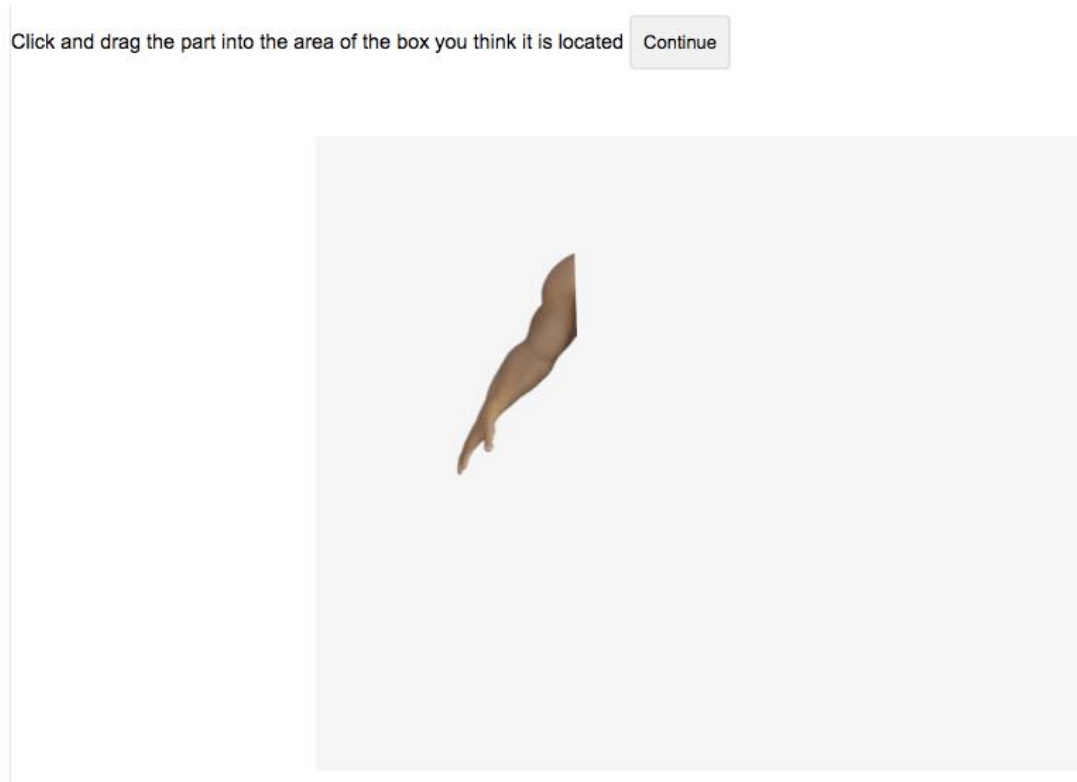 Click and drag the part into the area of the box you think it is located Continue